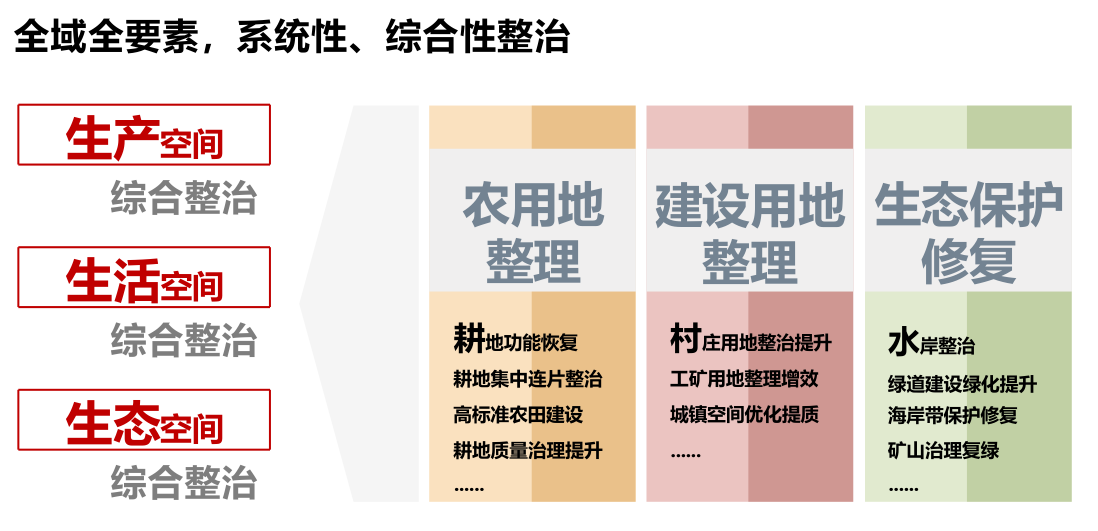 全域全要素，系统性、综合性整治
生产空间
综合整治
生活空间
综合整治
生态空间
综合整治
农用地
整理
耕地功能恢复
耕地集中连片整治
高标准农田建设
耕地质量治理提升
......
建设用地
整理
村庄用地整治提升
工矿用地整理增效
城镇空间优化提质
......
生态保护
修复
水岸整治
绿道建设绿化提升
海岸带保护修复
矿山治理复绿
......